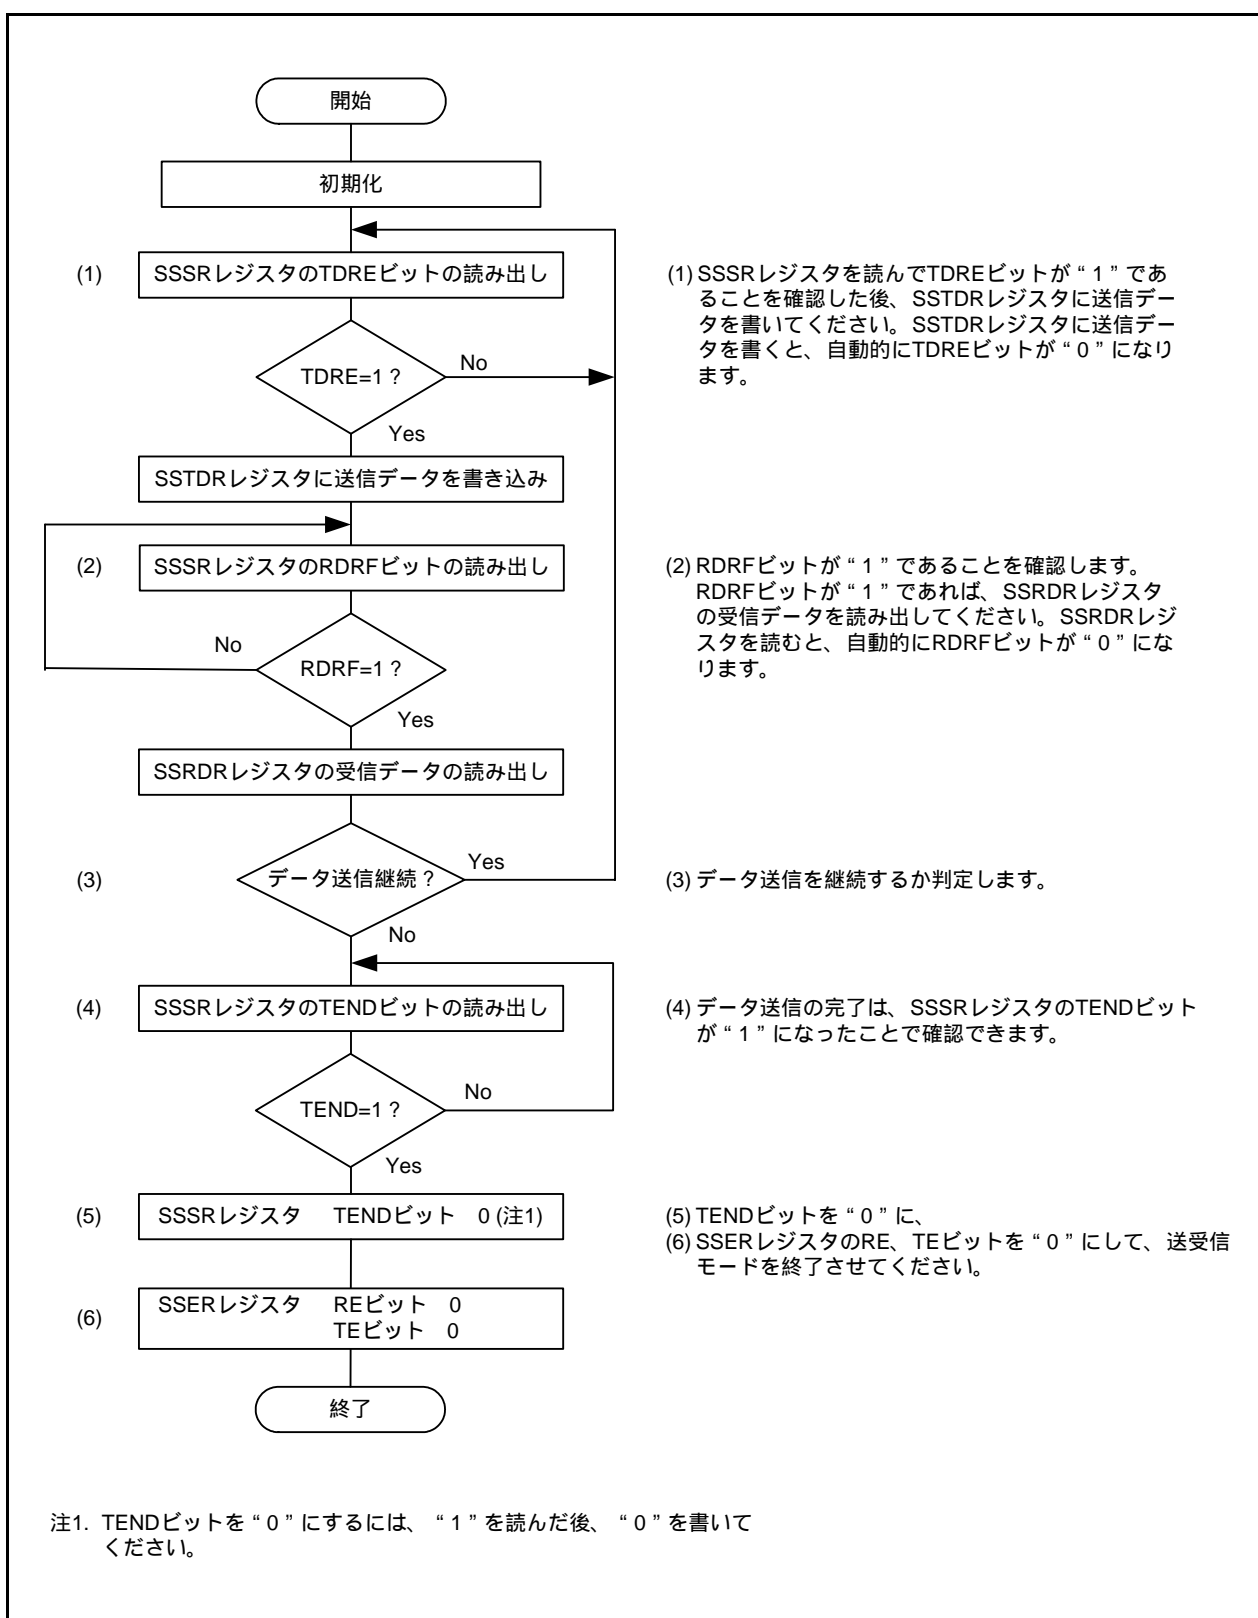 開始
初期化
(1)
SSSRレジスタのTDREビットの読み出し
(1) SSSRレジスタを読んでTDREビットが“1”であ
ることを確認した後、SSTDRレジスタに送信デー
タを書いてください。SSTDRレジスタに送信デー
タを書くと、自動的にTDREビットが“0”になり
ます。
TDRE=1?
No
Yes
SSTDRレジスタに送信データを書き込み
(2)
SSSRレジスタのRDRFビットの読み出し
(2) RDRFビットが“1”であることを確認します。
RDRFビットが“1”であれば、SSRDRレジスタ
の受信データを読み出してください。SSRDRレジ
スタを読むと、自動的にRDRFビットが“0”にな
ります。
No
RDRF=1?
Yes
SSRDRレジスタの受信データの読み出し
(3)
データ送信継続?
Yes
(3) データ送信を継続するか判定します。
No
(4)
SSSRレジスタのTENDビットの読み出し
(4) データ送信の完了は、SSSRレジスタのTENDビット
が“1”になったことで確認できます。
TEND=1?
No
Yes
(5)
SSSRレジスタ TENDビット 0 (注1)
(5) TENDビットを“0”に、
(6) SSERレジスタのRE、TEビットを“0”にして、送受信
モードを終了させてください。
(6)
SSERレジスタ REビット 0
TEビット 0
終了
注1. TENDビットを“0”にするには、“1”を読んだ後、“0”を書いて
ください。